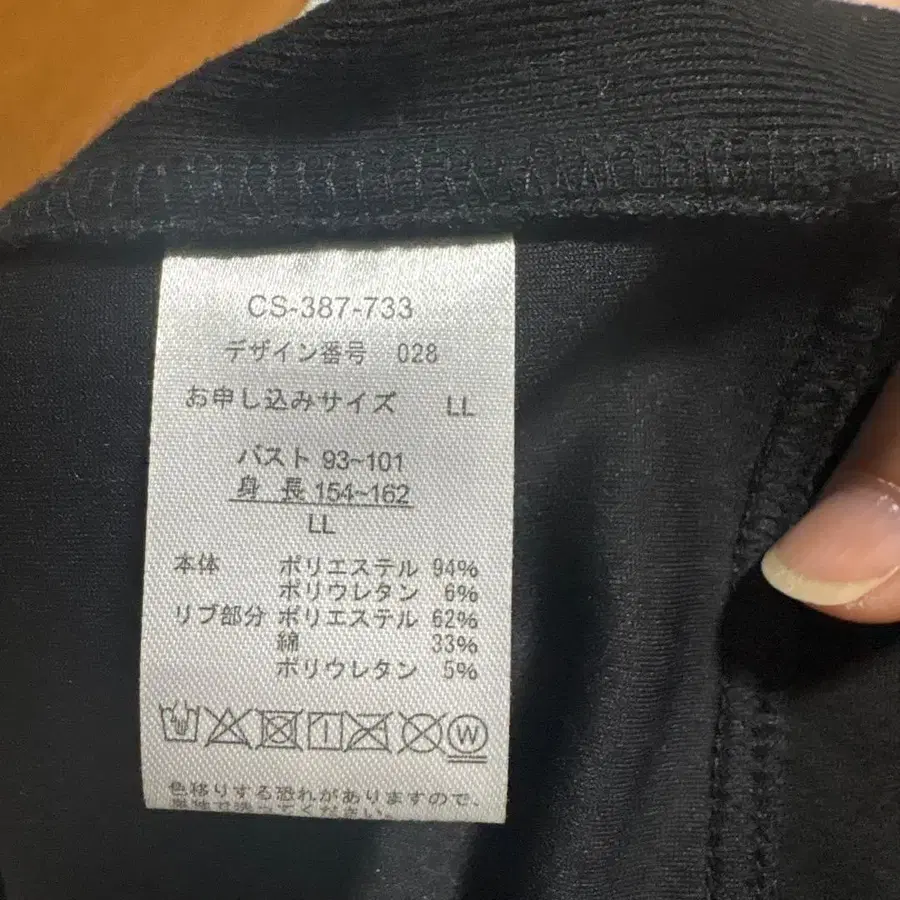 CS-387-733
デザイン番号 028
お申し込みサイズ LL
バスト 93~101
身長 154~162
LL
本体 ポリエステル 94%
ポリウレタン 6%
リブ部分 ポリエステル 62%
綿 33%
ポリウレタン 5%
W
色移りする恐れがありますので、